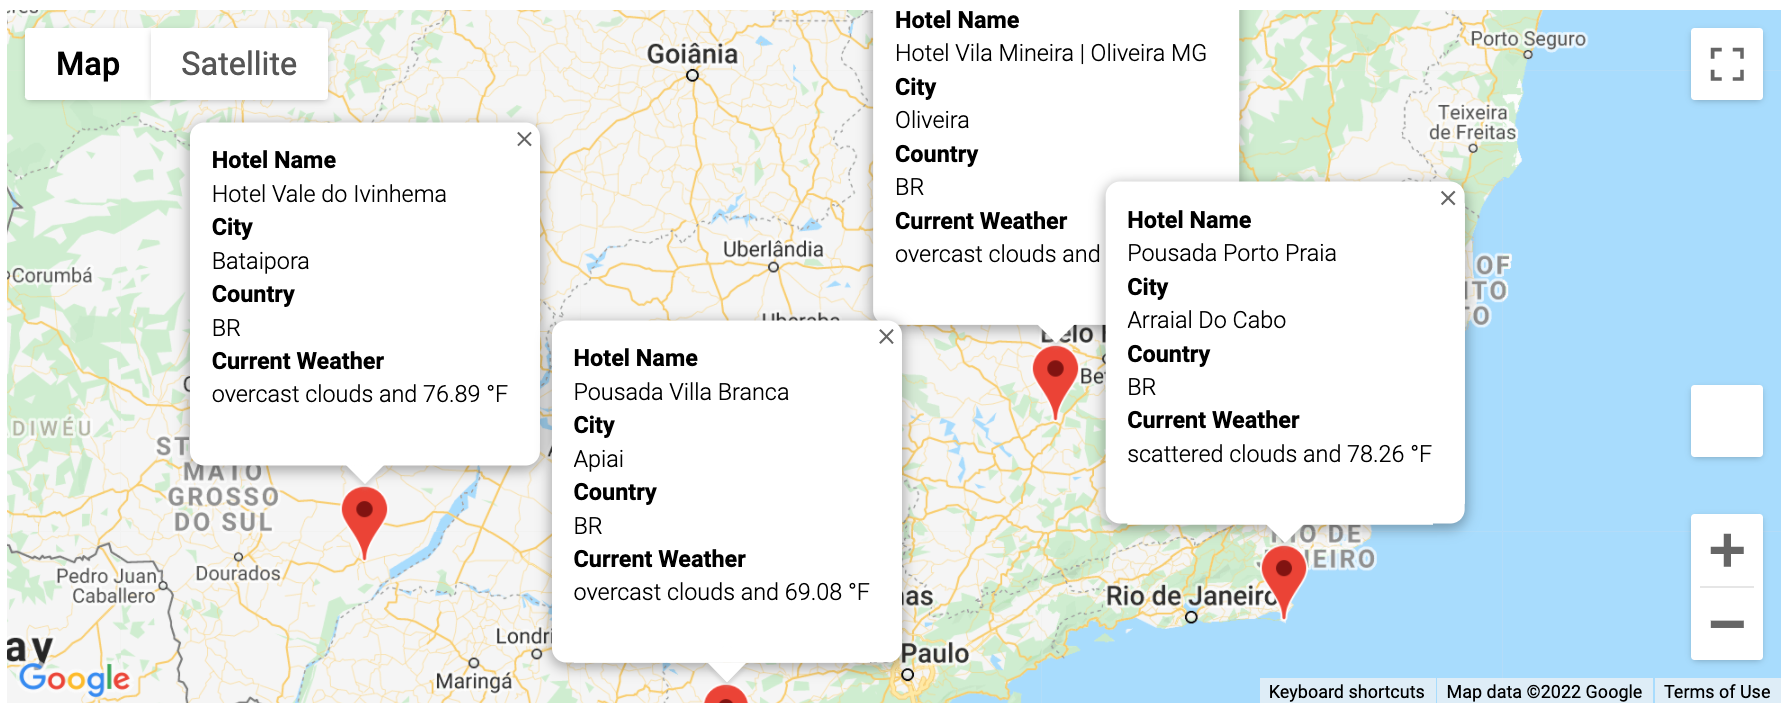 Map
Satellite
Goiânia
Porto Seguro
Teixeira
de Freitas
Corumbá
Uberlândia
Hotel Name
Hotel Vale do Ivinhema
City
Bataipora
Country
BR
Current Weather
overcast clouds and 76.89 °F
Hotel Name
Pousada Villa Branca
City
Apiai
Country
BR
Current Weather
overcast clouds and 69.08 °F
Hotel Name
Hotel Vila Mineira | Oliveira MG
City
Oliveira
Country
BR
Current Weather
overcast clouds and
Hotel Name
Pousada Porto Praia
City
Arraial Do Cabo
Country
BR
Current Weather
scattered clouds and 78.26 °F
MATO
GROSSO
DO SUL
Dourados
Pedro Juan
Caballero
Londri
Maringá
Paulo
Rio de Janeiro
RIO DE
OF
Google
Keyboard shortcuts
Map data ©2022 Google
Terms of Use